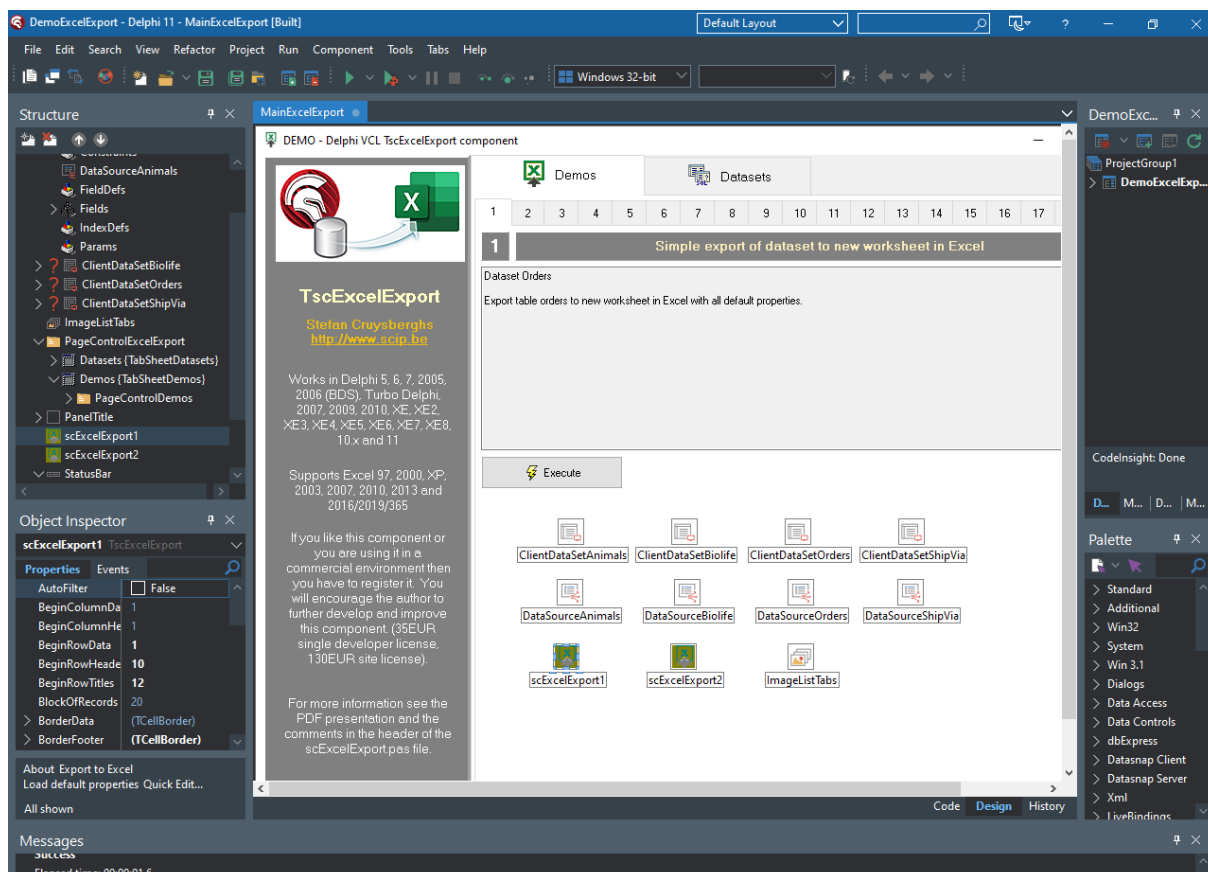 DemoExcelExport - Delphi 11 - MainExcelExport [Built]
Default Layout
?
File Edit Search View Refactor Project Run Component Tools Tabs Help
Windows 32-bit
Structure
Constraints
DataSourceAnimals
FieldDefs
Fields
IndexDefs
Params
ClientDataSetBiolife
ClientDataSetOrders
ClientDataSetShipVia
ImageListTabs
PageControlExcelExport
Datasets {TabSheetDatasets}
Demos {TabSheetDemos}
PageControlDemos
PanelTitle
scExcelExport1
scExcelExport2
StatusBar
Object Inspector
scExcelExport1 TscExcelExport
Properties Events
AutoFilter False
BeginColumnDa 1
BeginColumnHe 1
BeginRowData 1
BeginRowHeade 10
BeginRowTitles 12
BlockOfRecords 20
BorderData (TCellBorder)
BorderFooter (TCellBorder)
About Export to Excel
Load default properties Quick Edit...
All shown
MainExcelExport
DEMO - Delphi VCL TscExcelExport component
X
TscExcelExport
Stefan Cruysberghs
http://www.scip.be
Works in Delphi 5, 6, 7, 2005,
2006 (BDS), Turbo Delphi,
2007, 2009, 2010, XE, XE2,
XE3, XE4, XE5, XE6, XE7, XE8,
10.x and 11
Supports Excel 97, 2000, XP,
2003, 2007, 2010, 2013 and
2016/2019/365
If you like this component or
you are using it in a
commercial environment then
you have to register it. You
will encourage the author to
further develop and improve
this component. (35EUR
single developer license,
130EUR site license).
For more information see the
PDF presentation and the
comments in the header of the
scExcelExport.pas file.
Demos Datasets
1 2 3 4 5 6 7 8 9 10 11 12 13 14 15 16 17
1 Simple export of dataset to new worksheet in Excel
Dataset Orders
Export table orders to new worksheet in Excel with all default properties.
Execute
ClientDataSetAnimals ClientDataSetBiolife ClientDataSetOrders ClientDataSetShipVia
DataSourceAnimals DataSourceBiolife DataSourceOrders DataSourceShipVia
scExcelExport1 scExcelExport2 ImageListTabs
Code Design History
DemoExc...
ProjectGroup1
DemoExcelExp...
CodeInsight: Done
D... M... D... M...
Palette
Standard
Additional
Win32
System
Win 3.1
Dialogs
Data Access
Data Controls
dbExpress
Datasnap Client
Datasnap Server
Xml
LiveBindings
Messages
Success
Elapsed time: 00:00:01.6